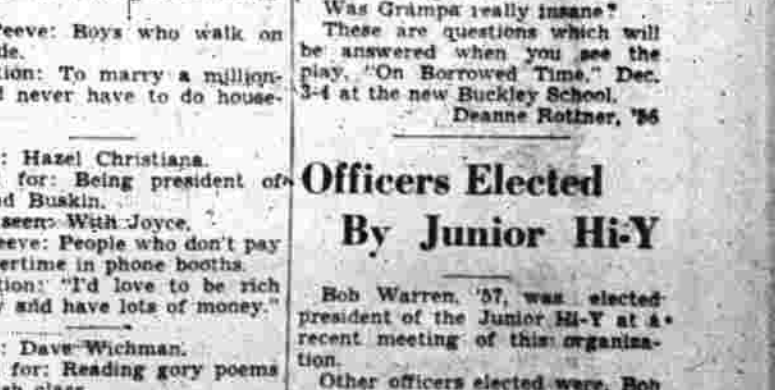 eeve: Boys who walk on
de.
ion: To marry a million-
never have to do house-
: Hazel Christiana.
for: Being president of
d Buskin.
seen: With Joyce.
eeve: People who don't pay
ertime in phone booths.
tion: "I'd love to be rich
and have lots of money."
: Dave Wichman.
for: Reading gory poems
Was Grampa really insane?
These are questions which will
be answered when you see the
play, "On Borrowed Time," Dec.
3-4 at the new Buckley School.
Deanne Rottner, '56
Officers Elected
By Junior Hi-Y
Bob Warren, '57, was elected
president of the Junior Hi-Y at a
recent meeting of this organiza-
tion.
Other officers elected were, Bob